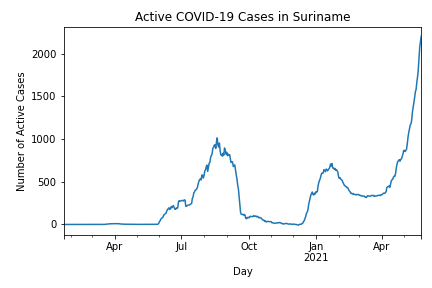 Active COVID-19 Cases in Suriname
Number of Active Cases
2000
1500
1000
500
0
Apr
Jul
Oct
Jan
2021
Apr
Day